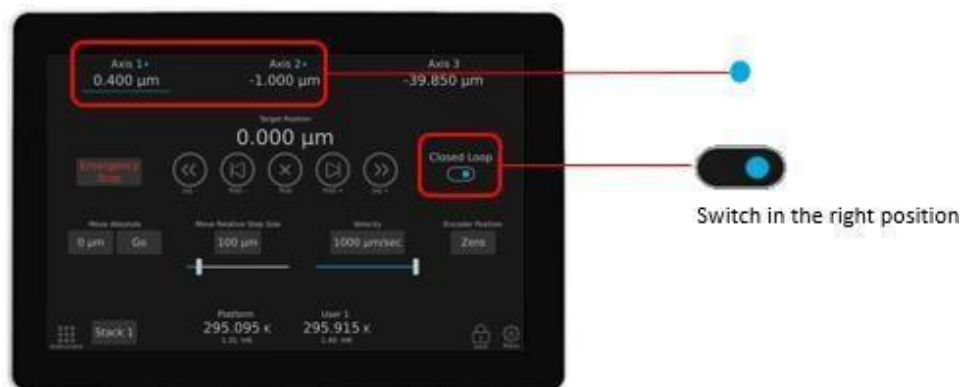 Axis 1•
0.400 µm
Axis 2•
-1.000 µm
Axis 3
-39.850 µm
Target Position
0.000 µm
Emergency
Stop
Closed Loop
Move Absolute
0 µm
Go
Move Relative Step Size
100 µm
Velocity
1000 µm/sec
Encoder Position
Zero
Switch in the right position
Stack 1
Platform
295.095 K
User 1
295.915 K